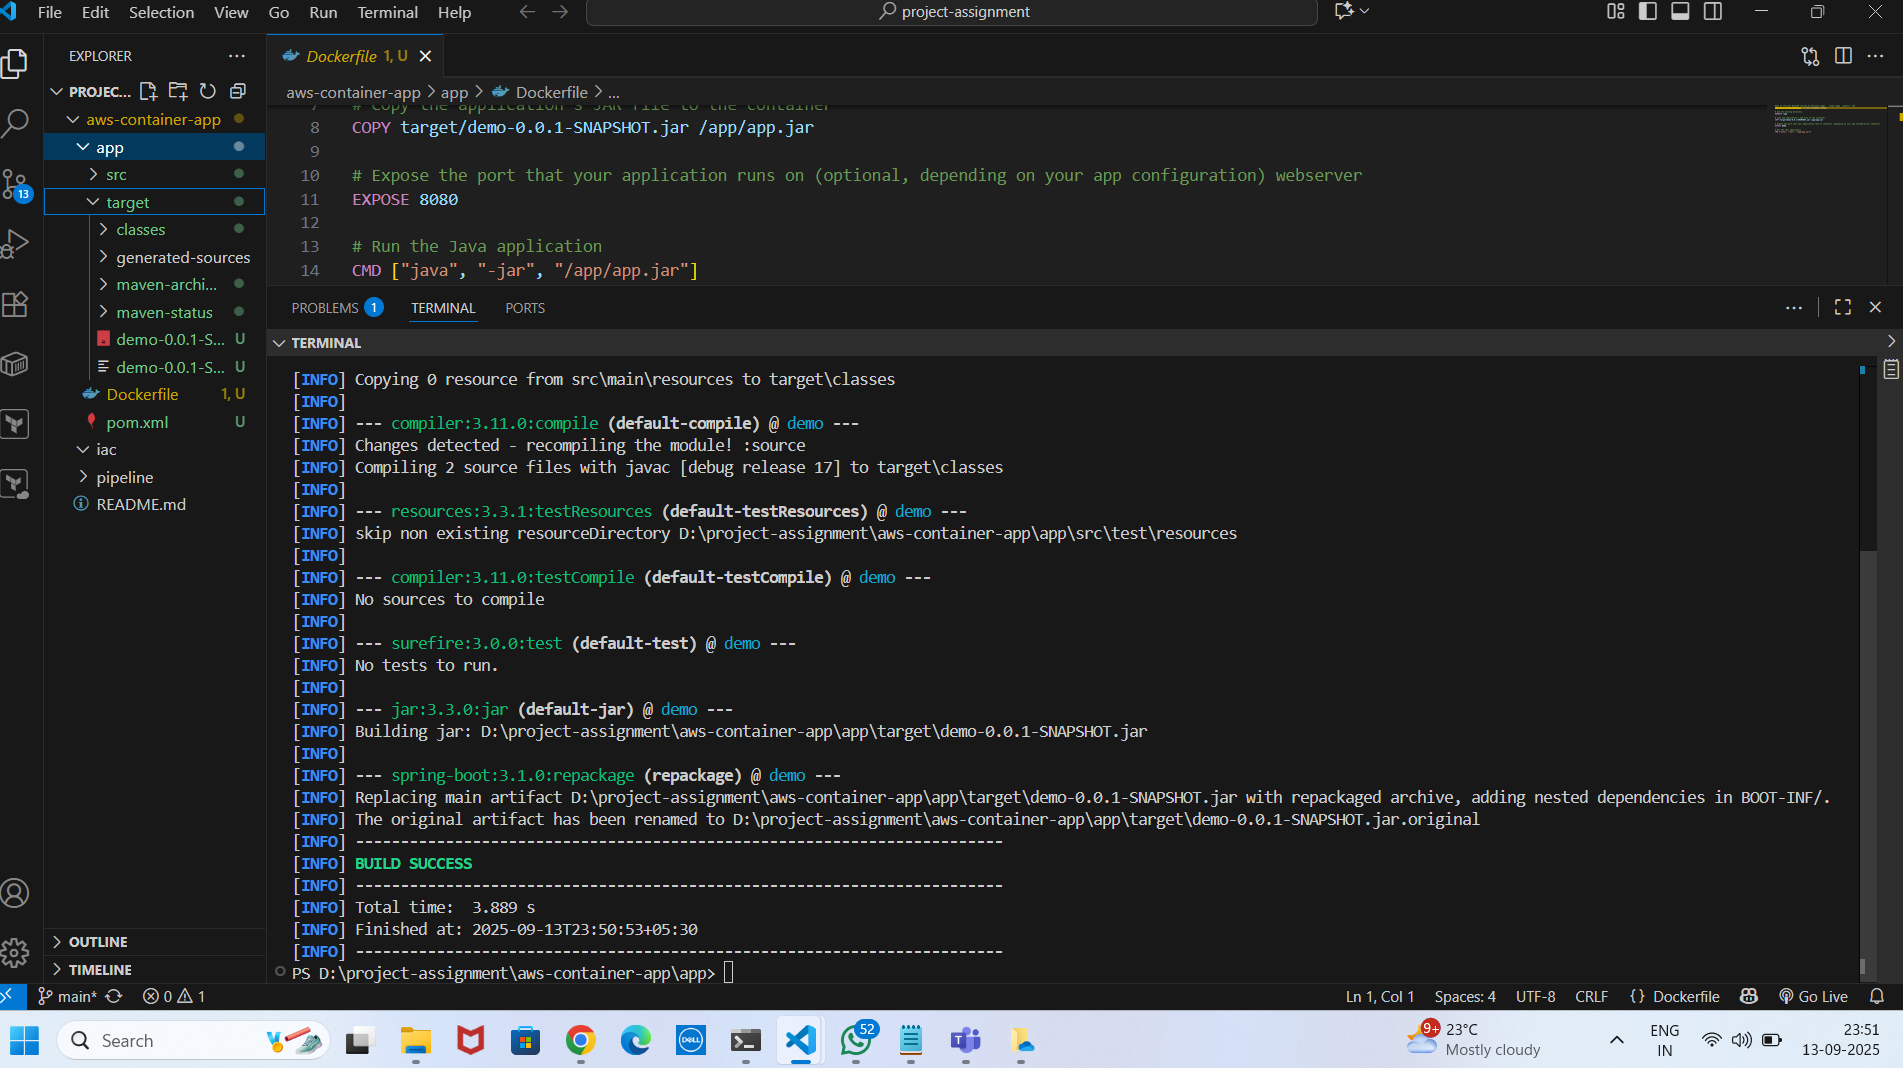 File Edit Selection View Go Run Terminal Help
project-assignment
EXPLORER
PROJEC...
aws-container-app
app
src
target
classes
generated-sources
maven-archi...
maven-status
demo-0.0.1-S... U
demo-0.0.1-S... U
Dockerfile 1, U
pom.xml U
iac
pipeline
README.md
OUTLINE
TIMELINE
13
Dockerfile 1, U
aws-container-app > app > Dockerfile > ...
7 # Copy the application's JAR file to the container
8 COPY target/demo-0.0.1-SNAPSHOT.jar /app/app.jar
9
10 # Expose the port that your application runs on (optional, depending on your app configuration) webserver
11 EXPOSE 8080
12
13 # Run the Java application
14 CMD ["java", "-jar", "/app/app.jar"]
PROBLEMS 1 TERMINAL PORTS
TERMINAL
[INFO] Copying 0 resource from src\main\resources to target\classes
[INFO]
[INFO] --- compiler:3.11.0:compile (default-compile) @ demo ---
[INFO] Changes detected - recompiling the module! :source
[INFO] Compiling 2 source files with javac [debug release 17] to target\classes
[INFO]
[INFO] --- resources:3.3.1:testResources (default-testResources) @ demo ---
[INFO] skip non existing resourceDirectory D:\project-assignment\aws-container-app\app\src\test\resources
[INFO]
[INFO] --- compiler:3.11.0:testCompile (default-testCompile) @ demo ---
[INFO] No sources to compile
[INFO]
[INFO] --- surefire:3.0.0:test (default-test) @ demo ---
[INFO] No tests to run.
[INFO]
[INFO] --- jar:3.3.0:jar (default-jar) @ demo ---
[INFO] Building jar: D:\project-assignment\aws-container-app\app\target\demo-0.0.1-SNAPSHOT.jar
[INFO]
[INFO] --- spring-boot:3.1.0:repackage (repackage) @ demo ---
[INFO] Replacing main artifact D:\project-assignment\aws-container-app\app\target\demo-0.0.1-SNAPSHOT.jar with repackaged archive, adding nested dependencies in BOOT-INF/.
[INFO] The original artifact has been renamed to D:\project-assignment\aws-container-app\app\target\demo-0.0.1-SNAPSHOT.jar.original
[INFO] ------------------------------------------------------------------------
[INFO] BUILD SUCCESS
[INFO] ------------------------------------------------------------------------
[INFO] Total time:  3.889 s
[INFO] Finished at: 2025-09-13T23:50:53+05:30
[INFO] ------------------------------------------------------------------------
PS D:\project-assignment\aws-container-app\app>
main* 0 1 Ln 1, Col 1 Spaces: 4 UTF-8 CRLF {} Dockerfile Go Live
Search
DELL
52
9+
23°C
Mostly cloudy
ENG
IN
23:51
13-09-2025